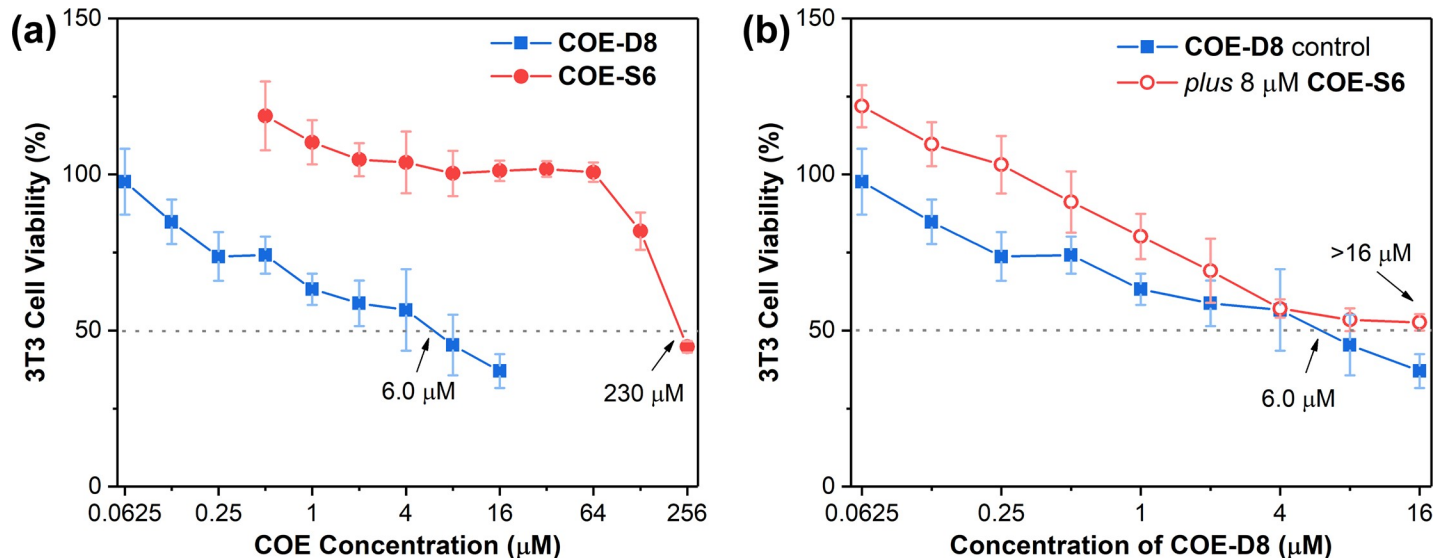 (a)
150
100
50
0
3T3 Cell Viability (%)
COE-D8
COE-S6
6.0 μM
230 μM
0.0625 0.25 1 4 16 64 256
COE Concentration (μM)
(b)
150
100
50
0
3T3 Cell Viability (%)
COE-D8 control
plus 8 μM COE-S6
>16 μM
6.0 μM
0.0625 0.25 1 4 16
Concentration of COE-D8 (μM)